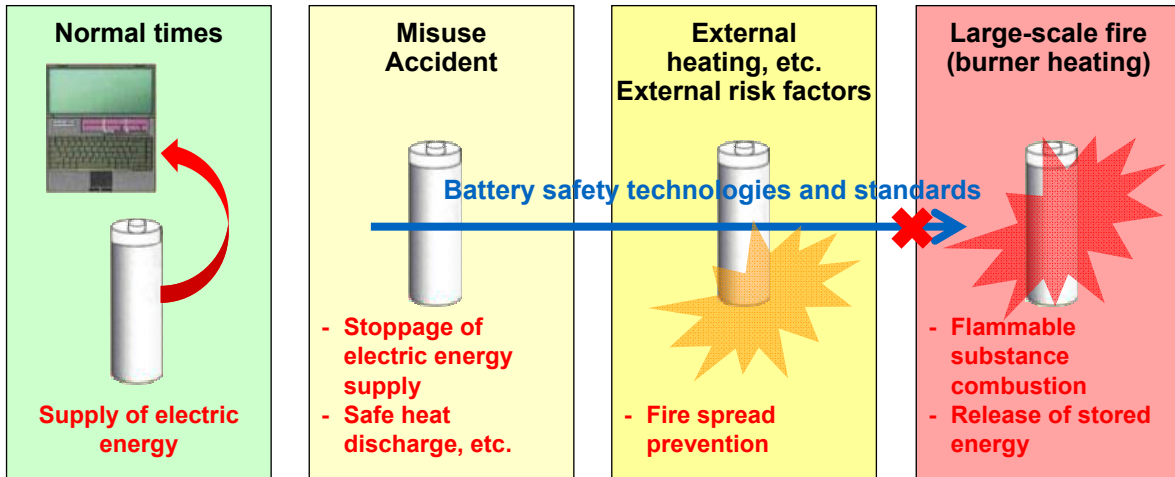 Normal times
Supply of electric
energy
Misuse
Accident
- Stoppage of
electric energy
supply
- Safe heat
discharge, etc.
External
heating, etc.
External risk factors
- Fire spread
prevention
Large-scale fire
(burner heating)
- Flammable
substance
combustion
- Release of stored
energy
Battery safety technologies and standards